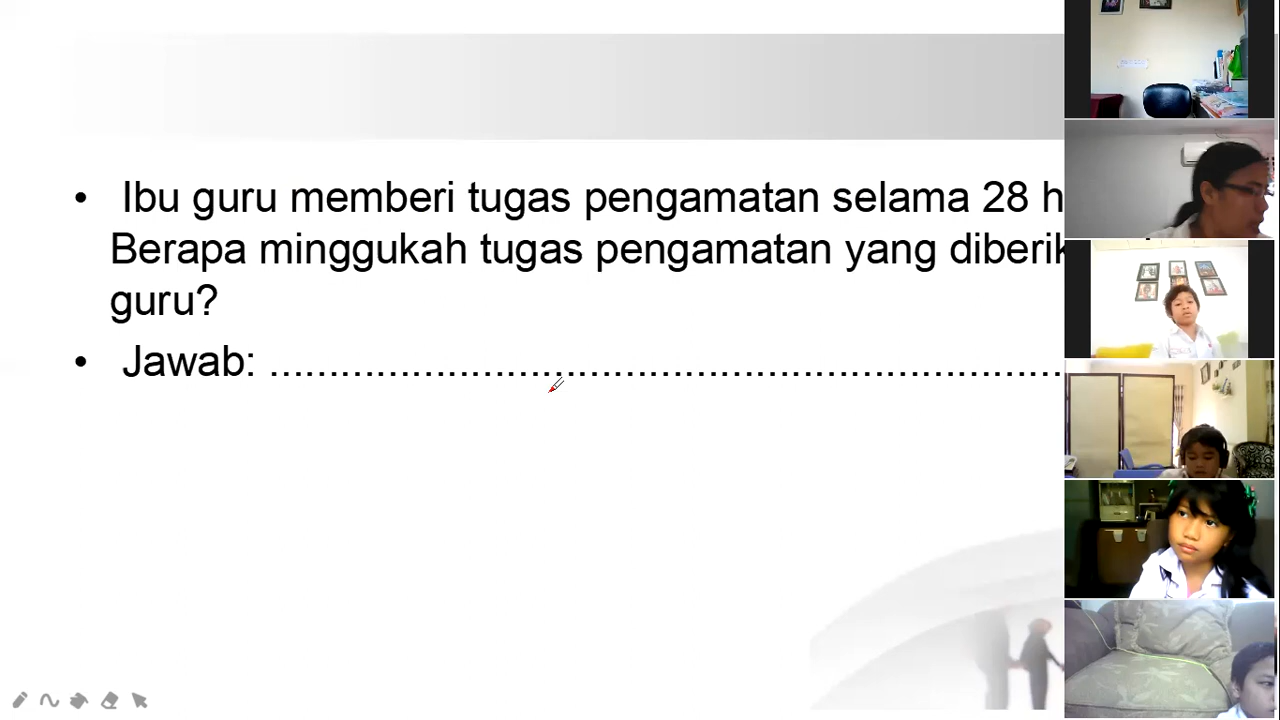 • Ibu guru memberi tugas pengamatan selama 28 h
Berapa minggukah tugas pengamatan yang diberik
guru?
• Jawab: ..................................................................